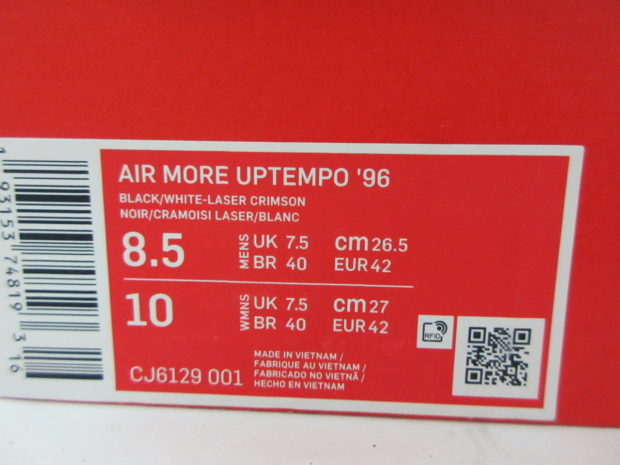 AIR MORE UPTEMPO '96
BLACK/WHITE-LASER CRIMSON
NOIR/CRAMOISI LASER/BLANC
8.5 MENS UK 7.5 cm 26.5
BR 40 EUR 42
10 WMNS UK 7.5 cm 27
BR 40 EUR 42
CJ6129 001
MADE IN VIETNAM /
FABRIQUE AU VIETNAM /
FABRICADO NO VIETNÃ /
HECHO EN VIETNAM
RFID
1 93153 74819 3 16